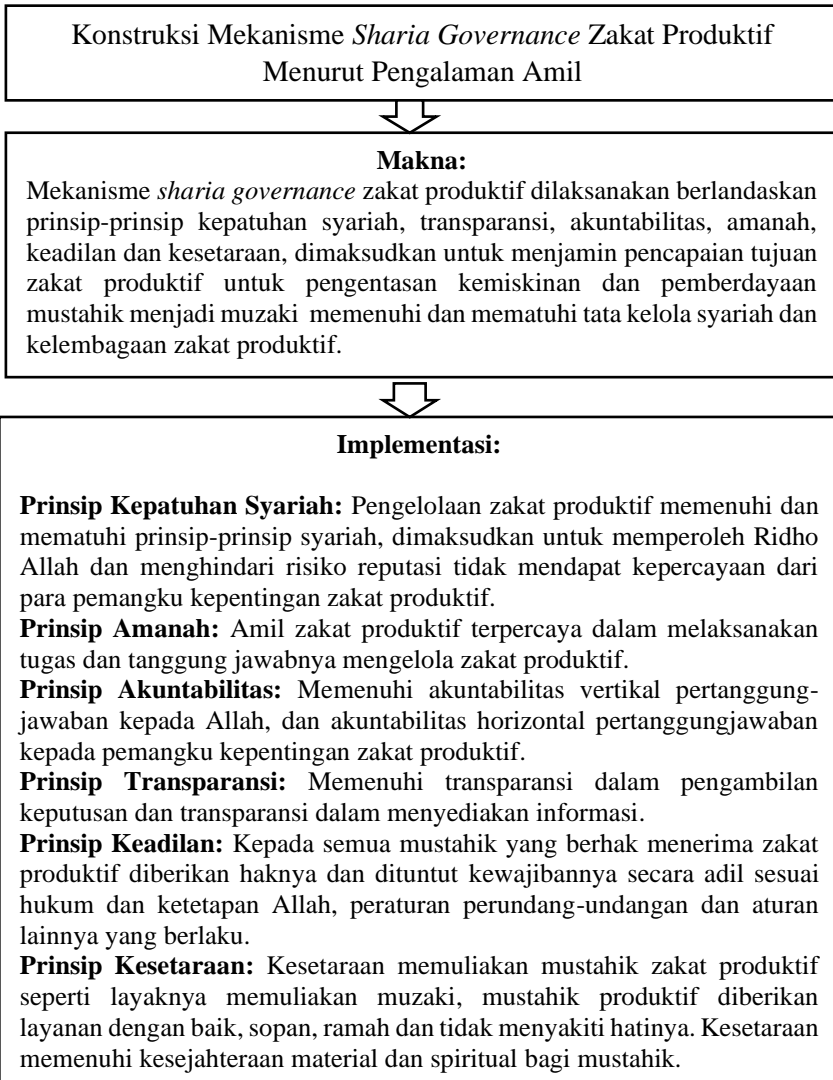 Konstruksi Mekanisme Sharia Governance Zakat Produktif
Menurut Pengalaman Amil
Makna:
Mekanisme sharia governance zakat produktif dilaksanakan berlandaskan
prinsip-prinsip kepatuhan syariah, transparansi, akuntabilitas, amanah,
keadilan dan kesetaraan, dimaksudkan untuk menjamin pencapaian tujuan
zakat produktif untuk pengentasan kemiskinan dan pemberdayaan
mustahik menjadi muzaki memenuhi dan mematuhi tata kelola syariah dan
kelembagaan zakat produktif.
Implementasi:
Prinsip Kepatuhan Syariah: Pengelolaan zakat produktif memenuhi dan
mematuhi prinsip-prinsip syariah, dimaksudkan untuk memperoleh Ridho
Allah dan menghindari risiko reputasi tidak mendapat kepercayaan dari
para pemangku kepentingan zakat produktif.
Prinsip Amanah: Amil zakat produktif terpercaya dalam melaksanakan
tugas dan tanggung jawabnya mengelola zakat produktif.
Prinsip Akuntabilitas: Memenuhi akuntabilitas vertikal pertanggung-
jawaban kepada Allah, dan akuntabilitas horizontal pertanggungjawaban
kepada pemangku kepentingan zakat produktif.
Prinsip Transparansi: Memenuhi transparansi dalam pengambilan
keputusan dan transparansi dalam menyediakan informasi.
Prinsip Keadilan: Kepada semua mustahik yang berhak menerima zakat
produktif diberikan haknya dan dituntut kewajibannya secara adil sesuai
hukum dan ketetapan Allah, peraturan perundang-undangan dan aturan
lainnya yang berlaku.
Prinsip Kesetaraan: Kesetaraan memuliakan mustahik zakat produktif
seperti layaknya memuliakan muzaki, mustahik produktif diberikan
layanan dengan baik, sopan, ramah dan tidak menyakiti hatinya. Kesetaraan
memenuhi kesejahteraan material dan spiritual bagi mustahik.